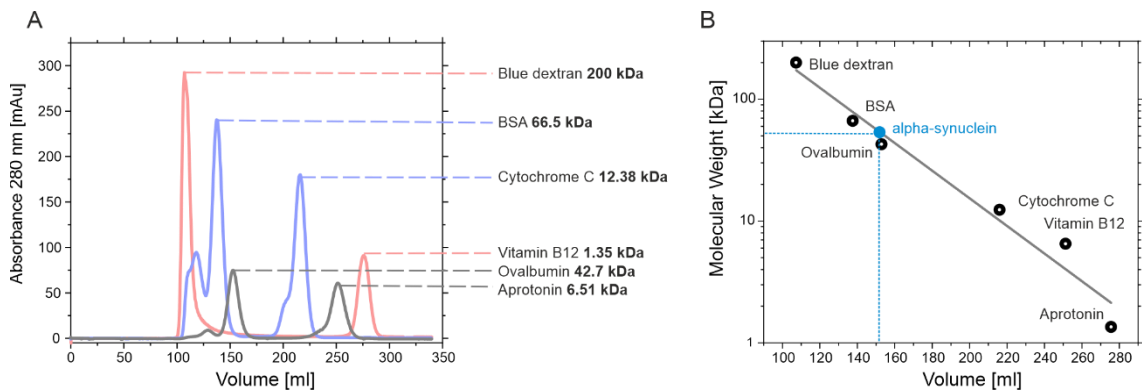 A
Absorbance 280 nm [mAu]
300
250
200
150
100
50
0
0 50 100 150 200 250 300 350
Volume [ml]
Blue dextran 200 kDa
BSA 66.5 kDa
Cytochrome C 12.38 kDa
Vitamin B12 1.35 kDa
Ovalbumin 42.7 kDa
Aprotonin 6.51 kDa
B
Molecular Weight [kDa]
100
10
1
100 120 140 160 180 200 220 240 260 280
Volume [ml]
Blue dextran
BSA
alpha-synuclein
Ovalbumin
Cytochrome C
Vitamin B12
Aprotonin